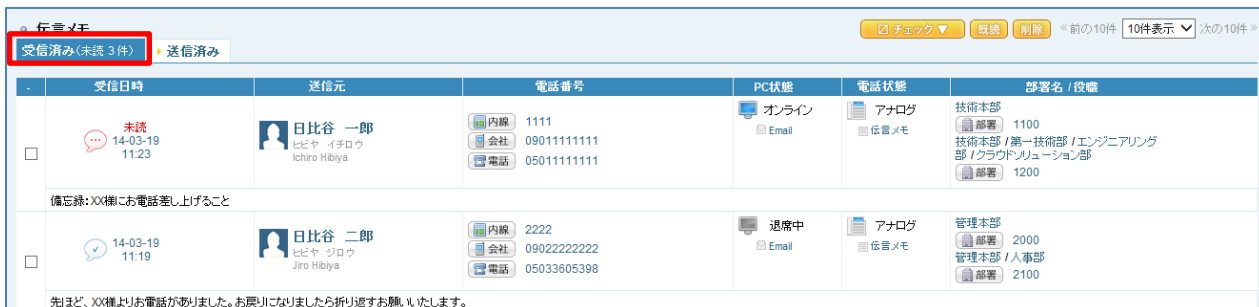 伝言メモ
チェック▼ 既読 削除 ≪前の10件 10件表示 次の10件≫
受信済み(未読 3件) 送信済み
- 受信日時 送信元 電話番号 PC状態 電話状態 部署名 / 役職
未読
14-03-19
11:23
日比谷 一郎
ヒビヤ イチロウ
Ichiro Hibiya
内線 1111
会社 09011111111
電話 05011111111
オンライン
Email
アナログ
伝言メモ
技術本部
部署 1100
技術本部 / 第一技術部 / エンジニアリング
部 / クラウドソリューション部
部署 1200
備忘録:XX様にお電話差し上げること
14-03-19
11:19
日比谷 二郎
ヒビヤ ジロウ
Jiro Hibiya
内線 2222
会社 09022222222
電話 05033605398
退席中
Email
アナログ
伝言メモ
管理本部
部署 2000
管理本部 / 人事部
部署 2100
先ほど、XX様よりお電話がありました。お戻りになりましたら折り返すお願いいたします。